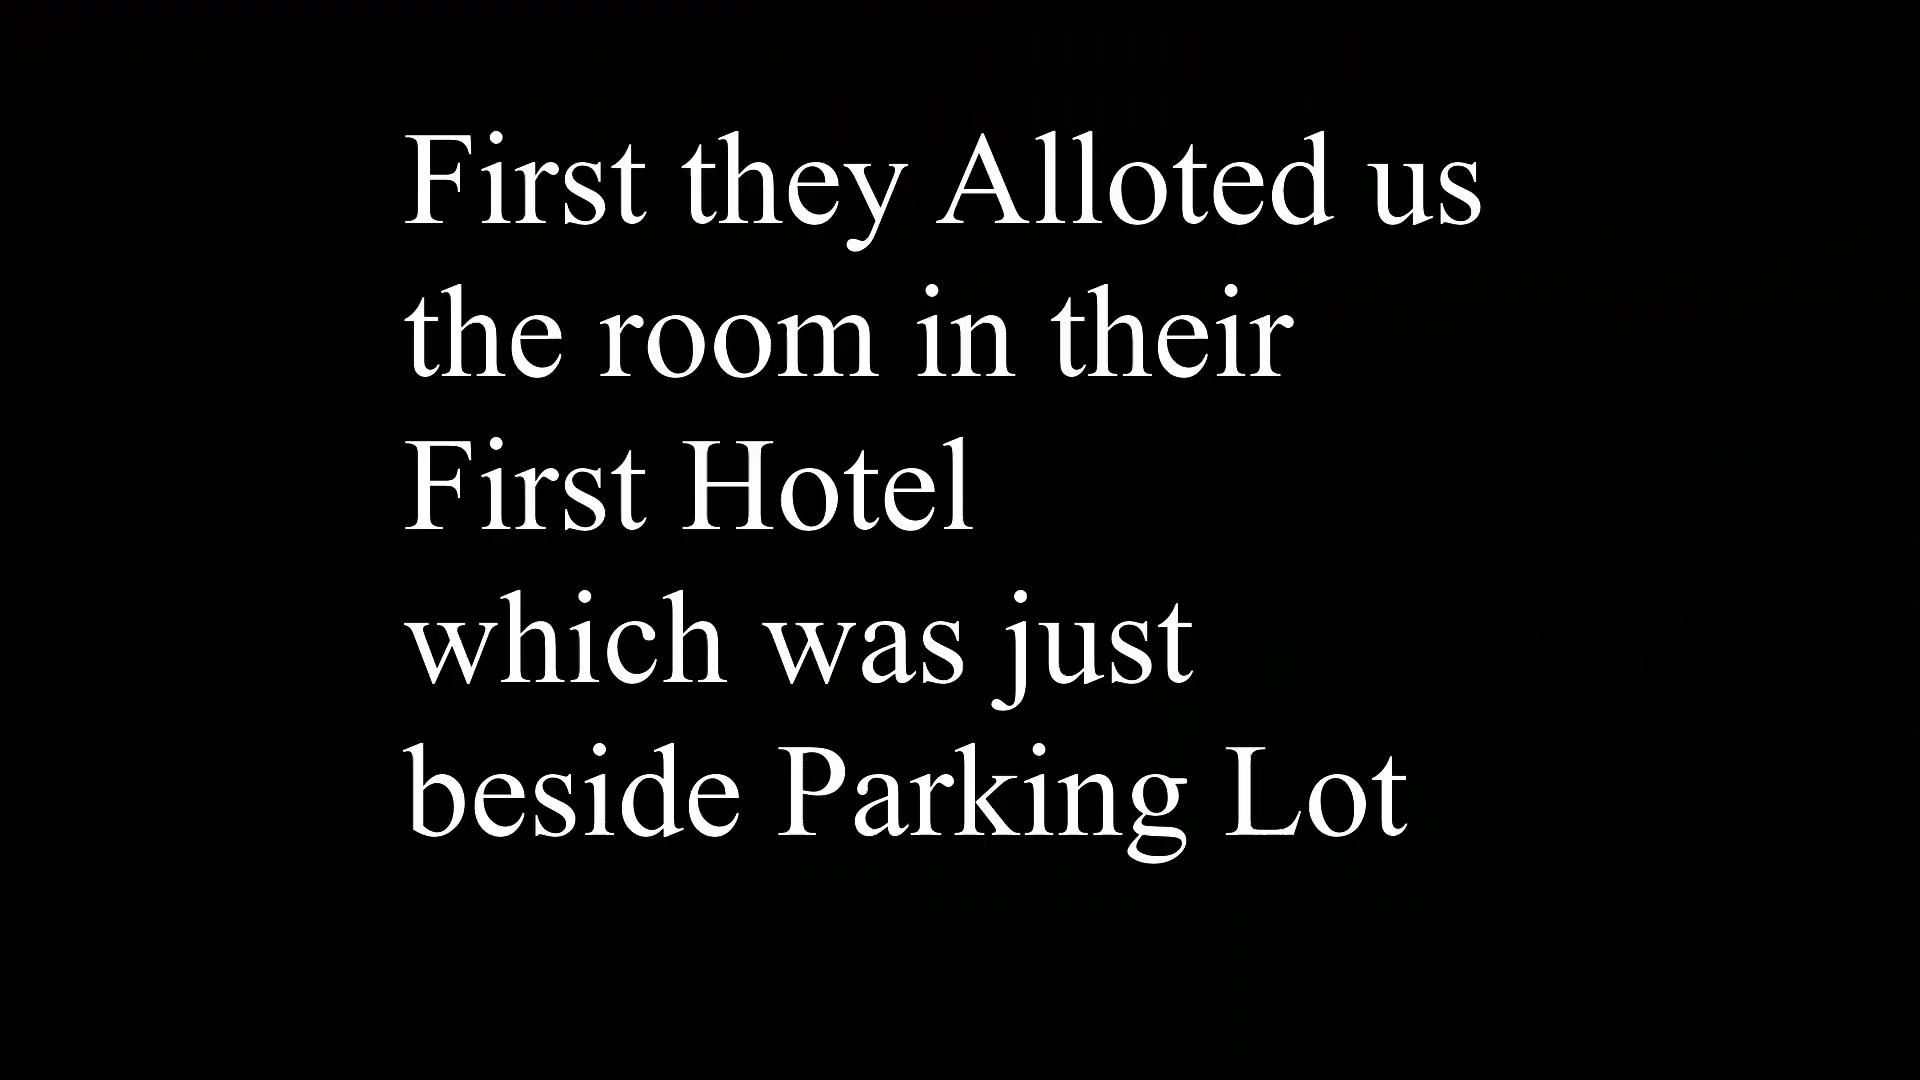 First they Alloted us
the room in their
First Hotel
which was just
beside Parking Lot